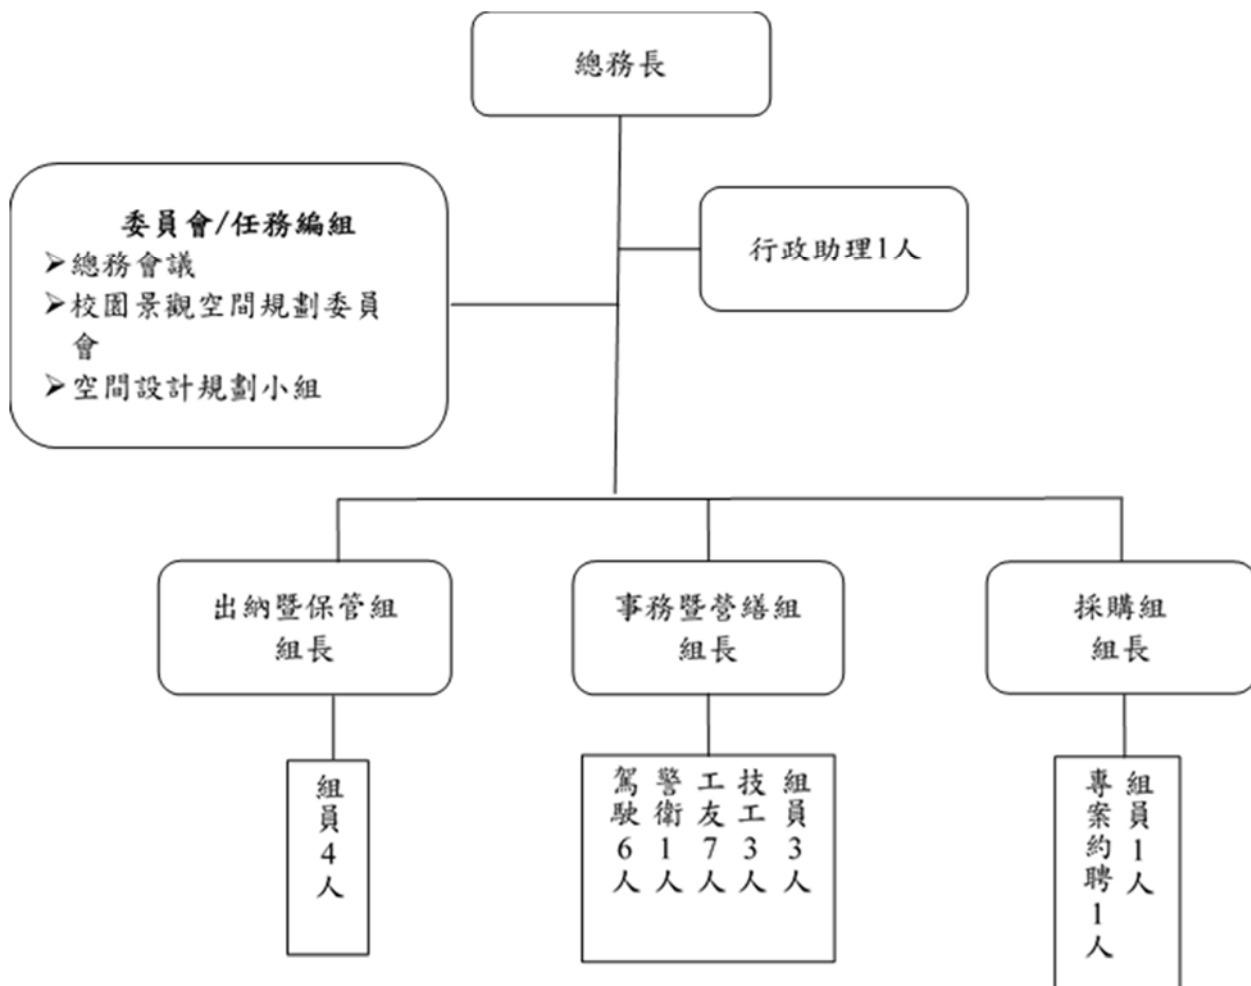 總務長
委員會/任務編組
➢總務會議
➢校園景觀空間規劃委員
會
➢空間設計規劃小組
行政助理1人
出納暨保管組
組長
事務暨營繕組
組長
採購組
組長
組員4人
組員3人
技工3人
工友7人
警衛1人
駕駛6人
組員1人
專案約聘1人